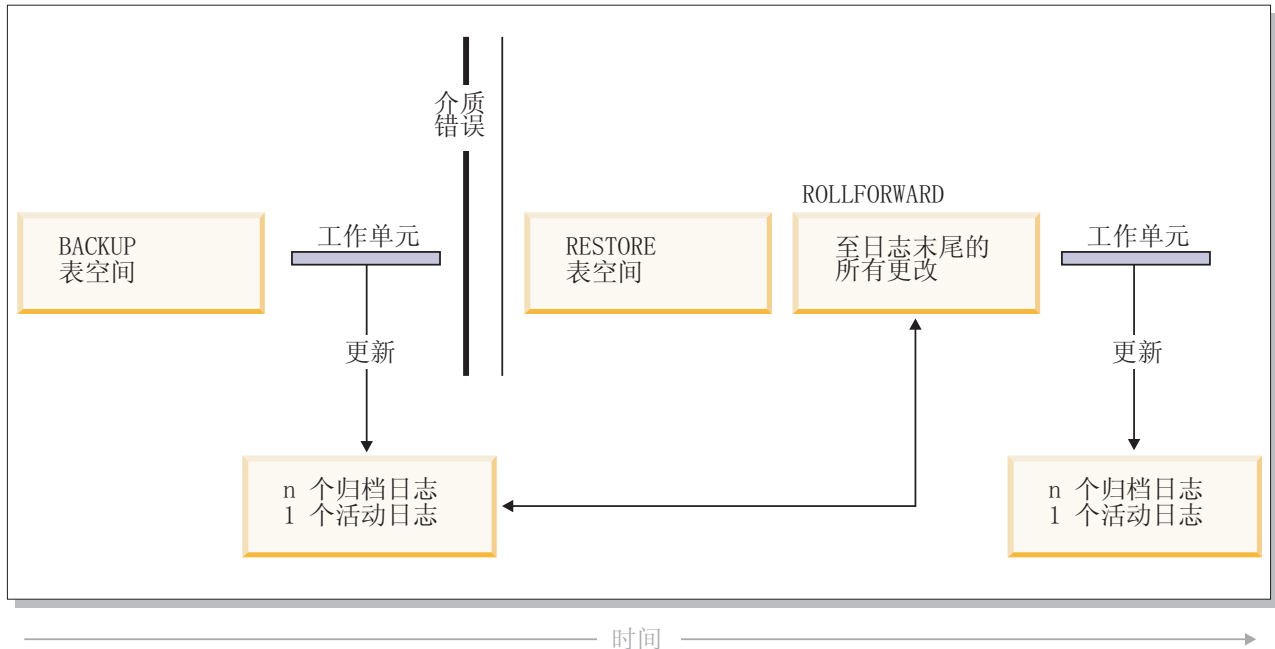 介质
错误
ROLLFORWARD
BACKUP
表空间
工作单元
RESTORE
表空间
至日志末尾的
所有更改
工作单元
更新
更新
n 个归档日志
1 个活动日志
n 个归档日志
1 个活动日志
时间